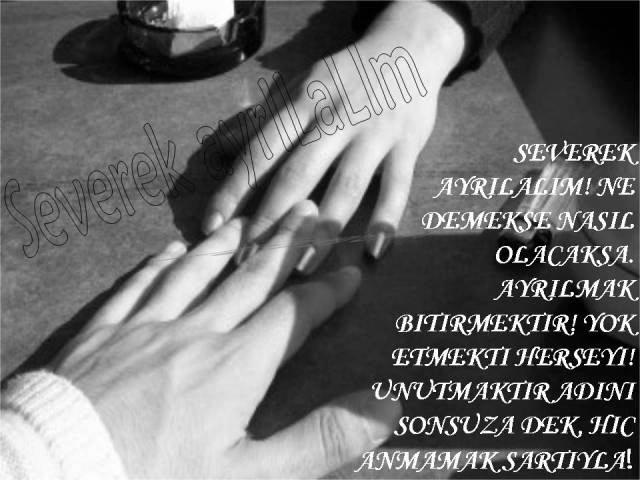 Severek ayrILaLIm
SEVEREK
AYRILALIM! NE
DEMEKSE NASIL
OLACAKSA.
AYRILMAK
BITIRMEKTIR! YOK
ETMEKTI HERSEYI!
UNUTMAKTIR ADINI
SONSUZA DEK, HIC
ANMAMAK SARTIYLA!